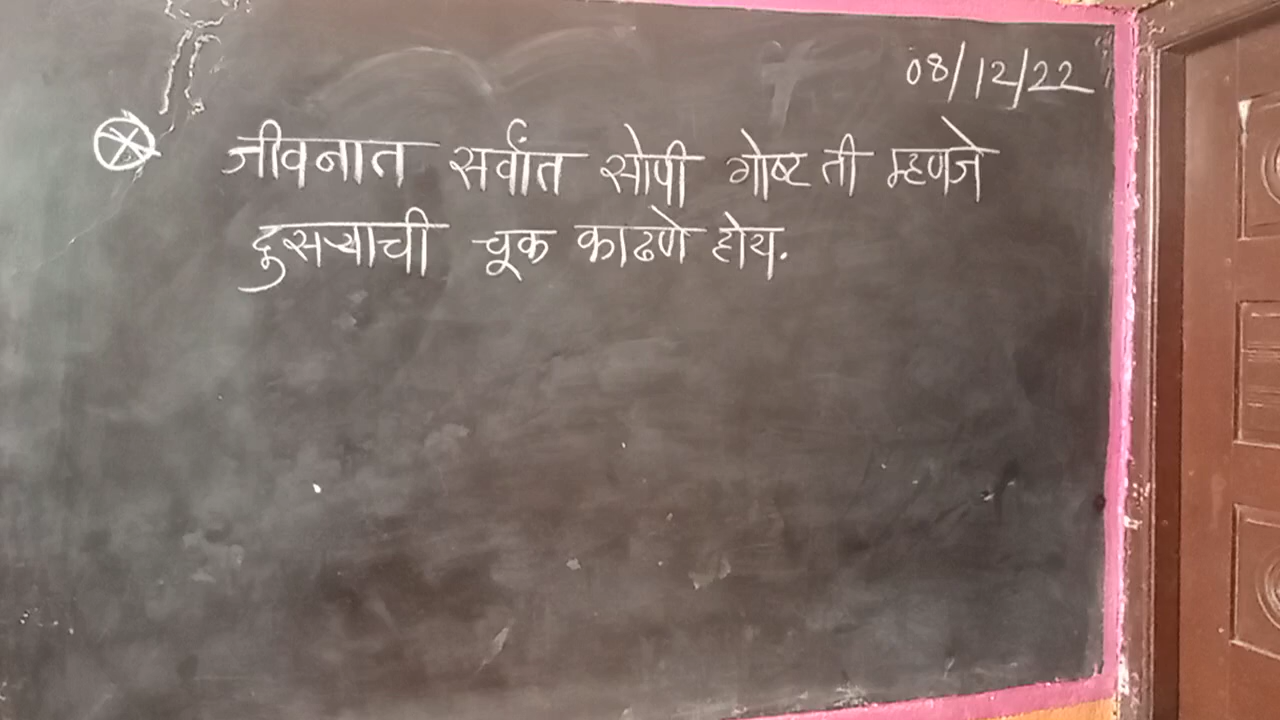 08/12/22
जीवनात सर्वात सोपी गोष्ट ती म्हणजे
दुसऱ्याची चूक काढणे होय.